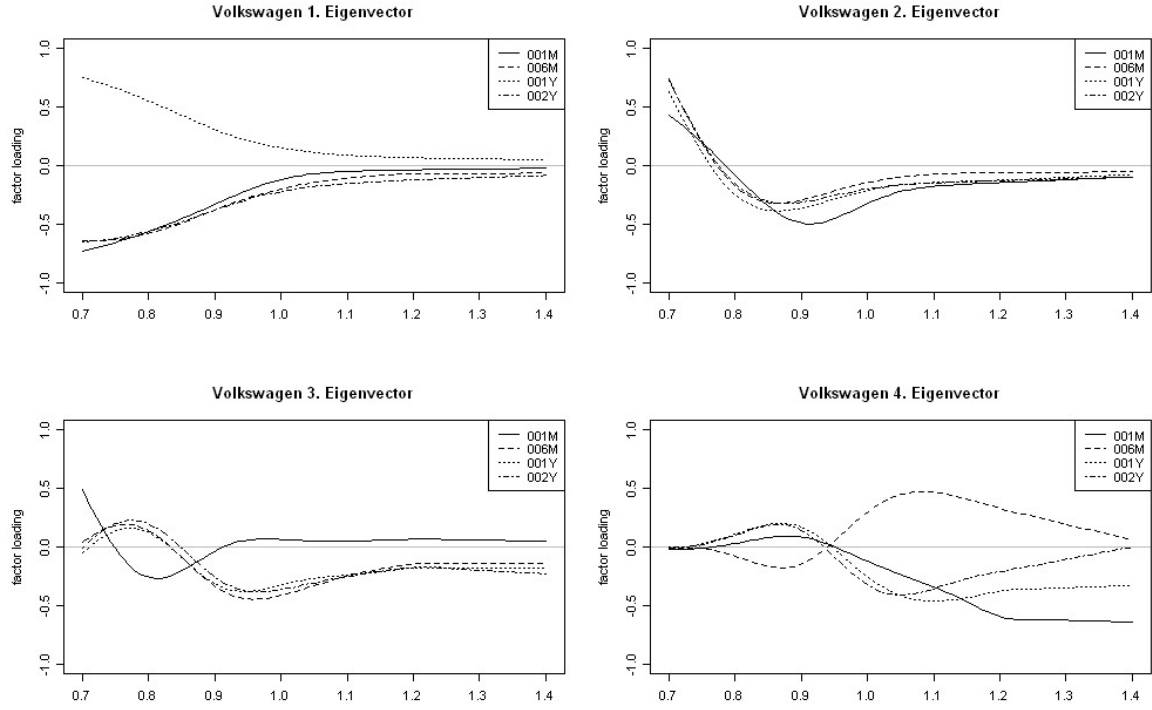 Volkswagen 1. Eigenvector
factor loading
1.0
0.5
0.0
-0.5
-1.0
001M
006M
001Y
002Y
0.7 0.8 0.9 1.0 1.1 1.2 1.3 1.4
Volkswagen 2. Eigenvector
factor loading
1.0
0.5
0.0
-0.5
-1.0
001M
006M
001Y
002Y
0.7 0.8 0.9 1.0 1.1 1.2 1.3 1.4
Volkswagen 3. Eigenvector
factor loading
1.0
0.5
0.0
-0.5
-1.0
001M
006M
001Y
002Y
0.7 0.8 0.9 1.0 1.1 1.2 1.3 1.4
Volkswagen 4. Eigenvector
factor loading
1.0
0.5
0.0
-0.5
-1.0
001M
006M
001Y
002Y
0.7 0.8 0.9 1.0 1.1 1.2 1.3 1.4